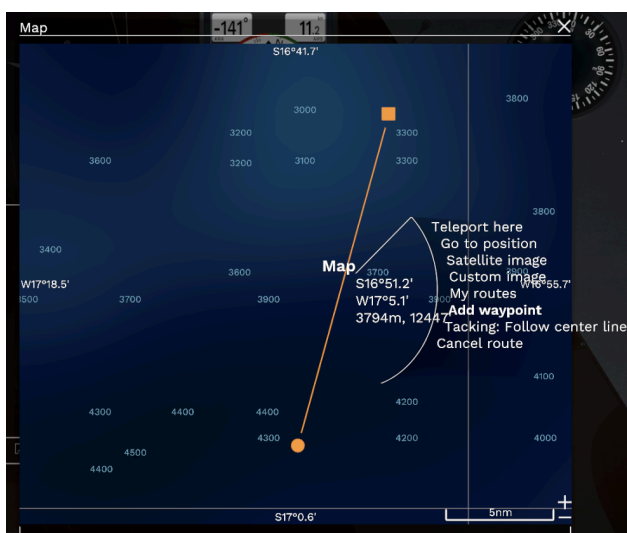 Map
-141°
11.2
S16°41.7'
3000
3800
3200
3300
3600
3200
3100
3300
3800
Teleport here
Go to position
3400
Satellite image
Map
3600
3700
Custom image
3900
W17°18.5'
S16°51.2'
W16°55.7'
My routes
3600
3700
3900
W17°5.1'
3900
Add waypoint
3794m, 12447'
Tacking: Follow center line
Cancel route
4100
4200
4300
4400
4400
4300
4200
4000
4500
4400
5nm
S17°0.6'